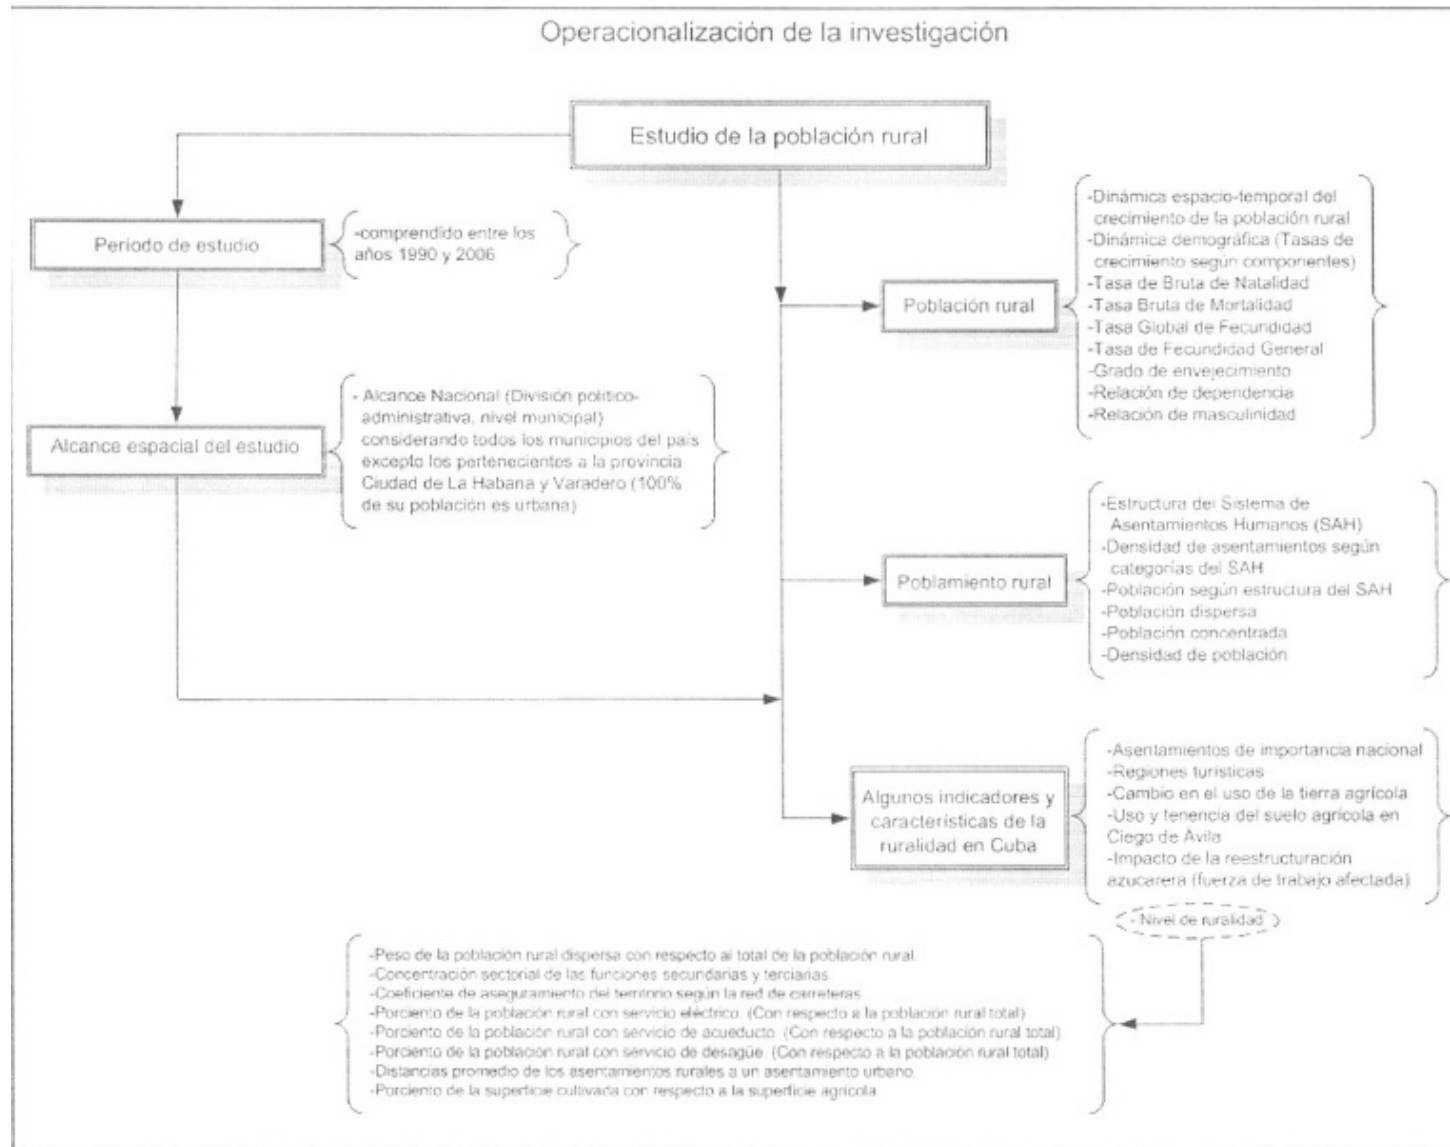 Operacionalización de la investigación
Estudio de la población rural
Período de estudio
-comprendido entre los
años 1990 y 2006
Alcance espacial del estudio
- Alcance Nacional (División político-
administrativa, nivel municipal)
considerando todos los municipios del país
excepto los pertenecientes a la provincia
Ciudad de La Habana y Varadero (100%
de su población es urbana)
Población rural
-Dinámica espacio-temporal del
crecimiento de la población rural
-Dinámica demográfica (Tasas de
crecimiento según componentes)
-Tasa de Bruta de Natalidad
-Tasa Bruta de Mortalidad
-Tasa Global de Fecundidad
-Tasa de Fecundidad General
-Grado de envejecimiento
-Relación de dependencia
-Relación de masculinidad
Poblamiento rural
-Estructura del Sistema de
Asentamientos Humanos (SAH)
-Densidad de asentamientos según
categorías del SAH
-Población según estructura del SAH
-Población dispersa
-Población concentrada
-Densidad de población
Algunos indicadores y
características de la
ruralidad en Cuba
-Asentamientos de importancia nacional
-Regiones turísticas
-Cambio en el uso de la tierra agrícola
-Uso y tenencia del suelo agrícola en
Ciego de Avila
-Impacto de la reestructuración
azucarera (fuerza de trabajo afectada)
- Nivel de ruralidad
-Peso de la población rural dispersa con respecto al total de la población rural.
-Concentración sectorial de las funciones secundarias y terciarias.
-Coeficiente de aseguramiento del territorio según la red de carreteras
-Porciento de la población rural con servicio eléctrico. (Con respecto a la población rural total)
-Porciento de la población rural con servicio de acueducto. (Con respecto a la población rural total)
-Porciento de la población rural con servicio de desagüe. (Con respecto a la población rural total)
-Distancias promedio de los asentamientos rurales a un asentamiento urbano.
-Porciento de la superficie cultivada con respecto a la superficie agrícola